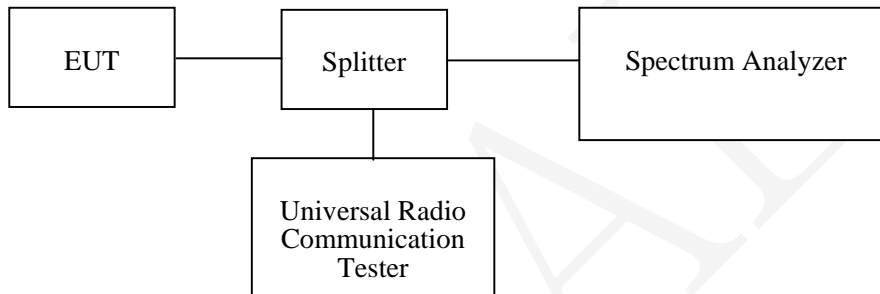 EUT
Splitter
Spectrum Analyzer
Universal Radio
Communication
Tester